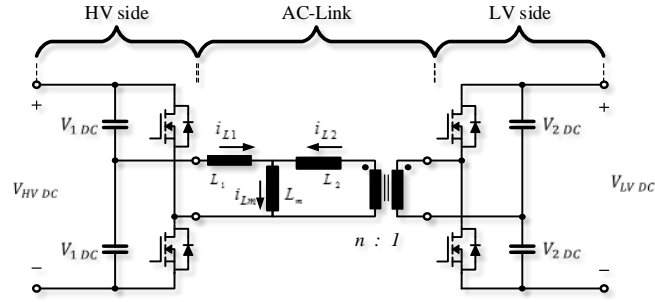 HV side AC-Link LV side
+ +
V1 DC V2 DC
iL1 iL2
L1 L2
VHV DC iLm Lm VLV DC
n : 1
V1 DC V2 DC
− −